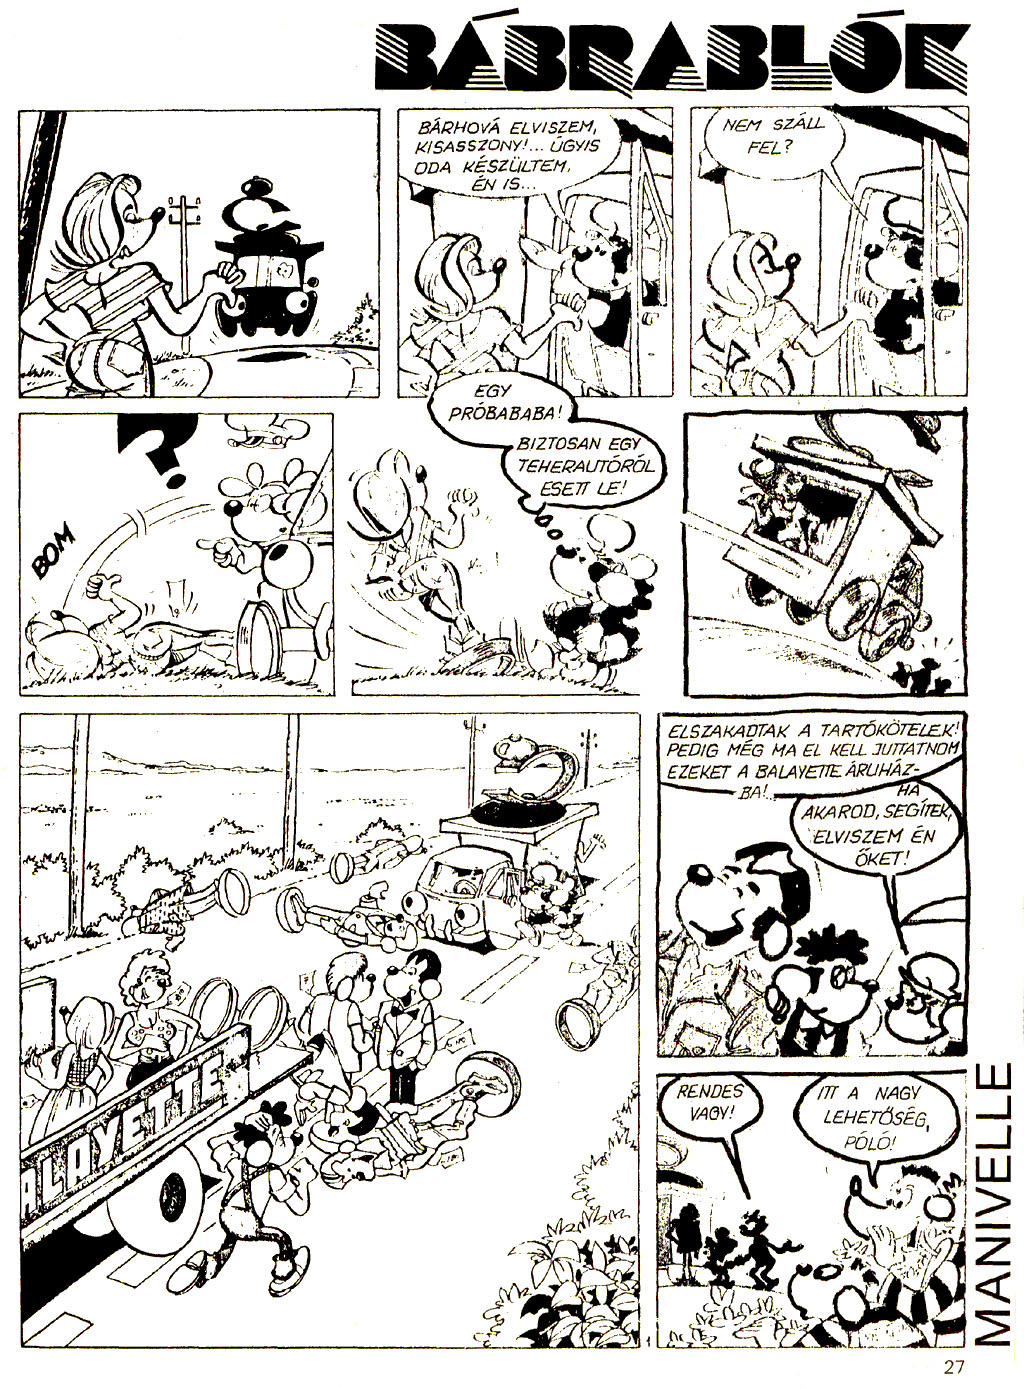 BÁBRABLÓK
BÁRHOVÁ ELVISZEM,
KISASSZONY!... ÚGYIS
ODA KÉSZÜLTEM,
ÉN IS...
NEM SZÁLL
FEL?
?
BOM
EGY
PRÓBABABA!
BIZTOSAN EGY
TEHERAUTÓRÓL
ESETT LE!
ALAYETTE
ELSZAKADTAK A TARTÓKÖTELEK!
PEDIG MÉG MA EL KELL JUTTATNOM
EZEKET A BALAYETTE ÁRUHÁZ-
BA!...
HA
AKAROD, SEGÍTEK,
ELVISZEM ÉN
ŐKET!
RENDES
VAGY!
ITT A NAGY
LEHETŐSÉG,
PÓLÓ!
MANIVELLE
1
27